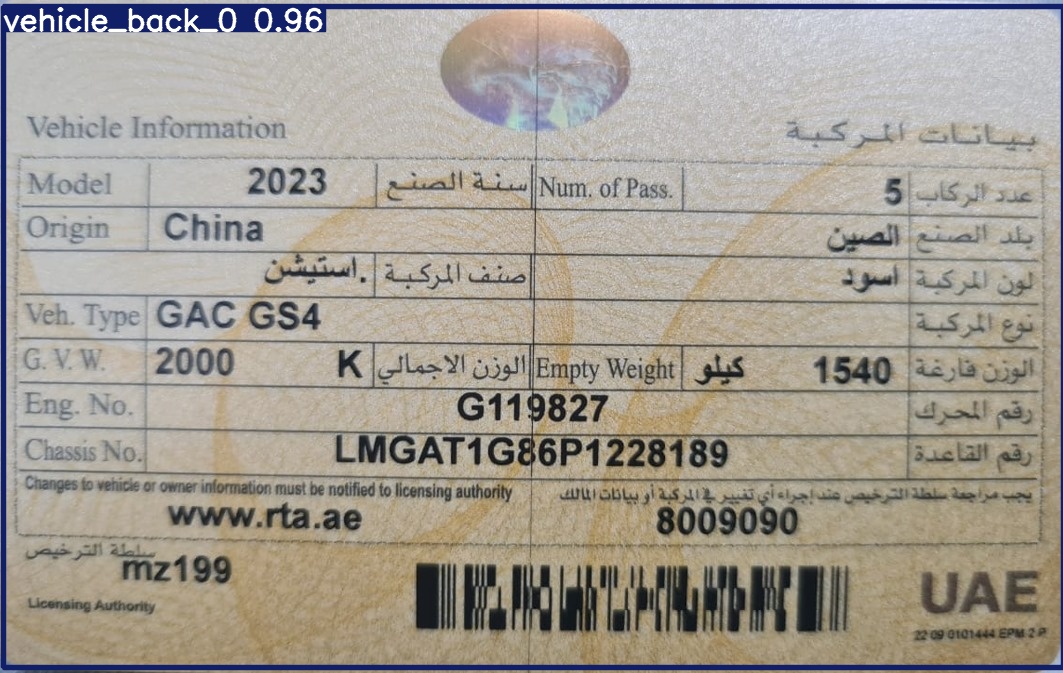 vehicle_back_0 0.96
Vehicle Information بيانات المركبة
Model 2023 سنة الصنع Num. of Pass. 5 عدد الركاب
Origin China الصين بلد الصنع
استيشن. صنف المركبة اسود لون المركبة
Veh. Type GAC GS4 نوع المركبة
G. V. W. 2000 K الوزن الاجمالي Empty Weight كيلو 1540 الوزن فارغة
Eng. No. G119827 رقم المحرك
Chassis No. LMGAT1G86P1228189 رقم القاعدة
Changes to vehicle or owner information must be notified to licensing authority يجب مراجعة سلطة الترخيص عند إجراء أي تغيير في المركبة أو بيانات المالك
www.rta.ae 8009090
سلطة الترخيص
mz199
Licensing Authority
UAE
22 09 0101444 EPM 2 P